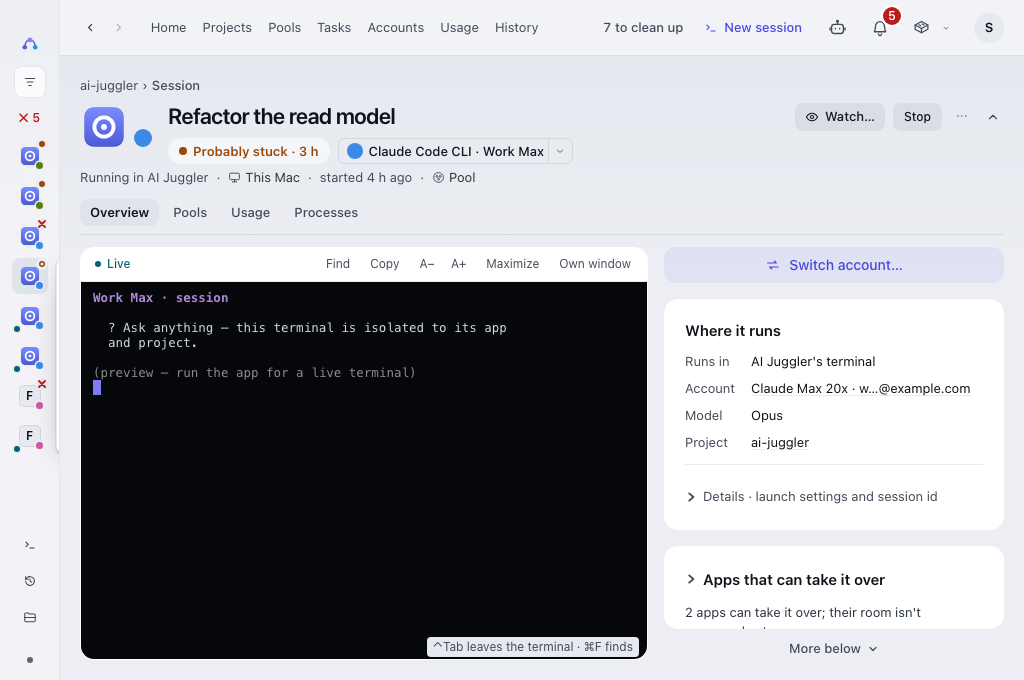 Home Projects Pools Tasks Accounts Usage History 7 to clean up New session 5 S
5
ai-juggler › Session
Refactor the read model
Watch... Stop ...
Probably stuck · 3 h Claude Code CLI · Work Max
Running in AI Juggler · This Mac · started 4 h ago · Pool
Overview Pools Usage Processes
F
F
Live Find Copy A− A+ Maximize Own window
Work Max · session
? Ask anything — this terminal is isolated to its app
and project.
(preview — run the app for a live terminal)
^Tab leaves the terminal · ⌘F finds
Switch account...
Where it runs
Runs in AI Juggler's terminal
Account Claude Max 20x · w...@example.com
Model Opus
Project ai-juggler
Details · launch settings and session id
Apps that can take it over
2 apps can take it over; their room isn't
More below